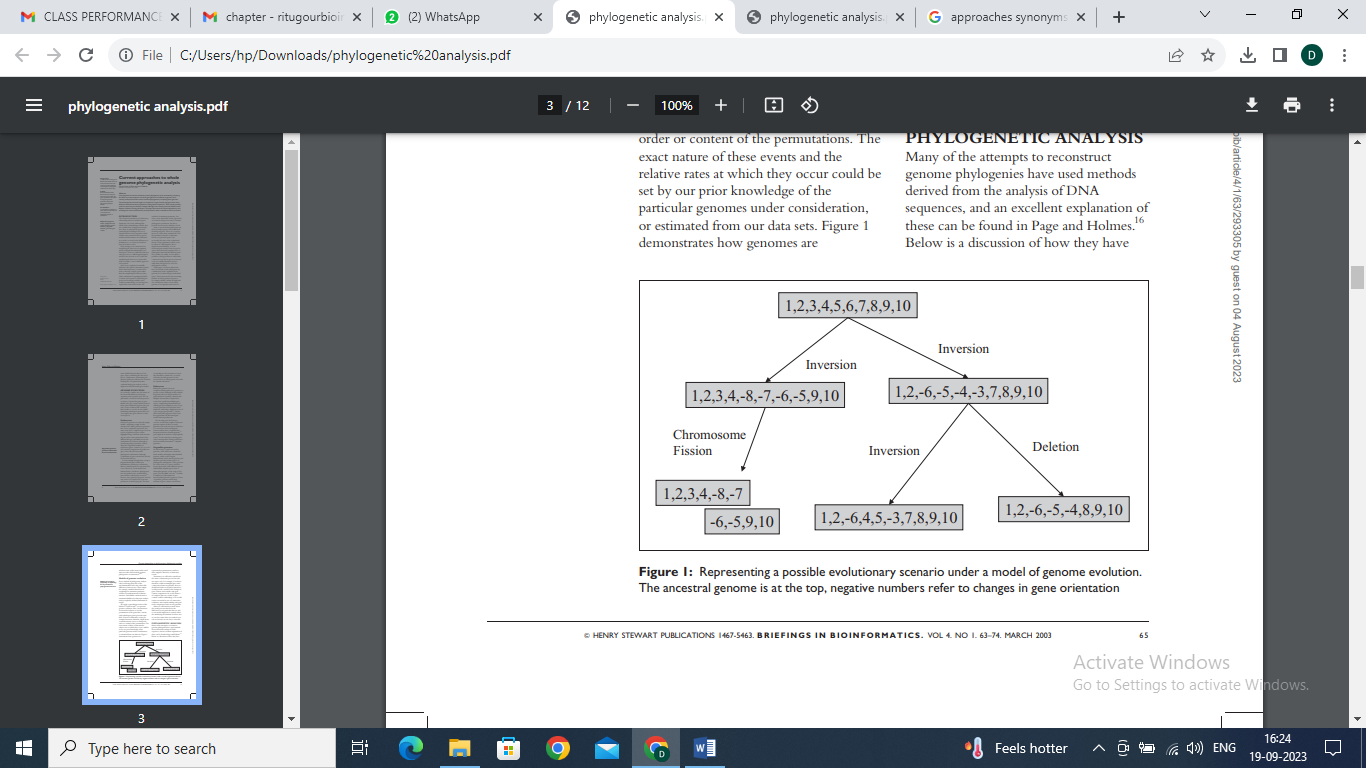 CLASS PERFORMANCE
chapter - ritugourbioin
(2) WhatsApp
phylogenetic analysis.
phylogenetic analysis.
approaches synonyms
File
C:/Users/hp/Downloads/phylogenetic%20analysis.pdf
D
phylogenetic analysis.pdf
3 / 12
100%
Current approaches to whole
genome phylogenetic analysis
1
2
3
order or content of the permutations. The
exact nature of these events and the
relative rates at which they occur could be
set by our prior knowledge of the
particular genomes under consideration,
or estimated from our data sets. Figure 1
demonstrates how genomes are
PHYLOGENETIC ANALYSIS
Many of the attempts to reconstruct
genome phylogenies have used methods
derived from the analysis of DNA
sequences, and an excellent explanation of
these can be found in Page and Holmes.16
Below is a discussion of how they have
bib/article/4/1/63/293305 by guest on 04 August 2023
1,2,3,4,5,6,7,8,9,10
Inversion
Inversion
1,2,3,4,-8,-7,-6,-5,9,10
1,2,-6,-5,-4,-3,7,8,9,10
Chromosome
Fission
Inversion
Deletion
1,2,3,4,-8,-7
-6,-5,9,10
1,2,-6,4,5,-3,7,8,9,10
1,2,-6,-5,-4,8,9,10
Figure 1: Representing a possible evolutionary scenario under a model of genome evolution.
The ancestral genome is at the top, negative numbers refer to changes in gene orientation
© HENRY STEWART PUBLICATIONS 1467-5463. BRIEFINGS IN BIOINFORMATICS. VOL 4. NO 1. 63–74. MARCH 2003
65
Activate Windows
Go to Settings to activate Windows.
Type here to search
Feels hotter
ENG
16:24
19-09-2023